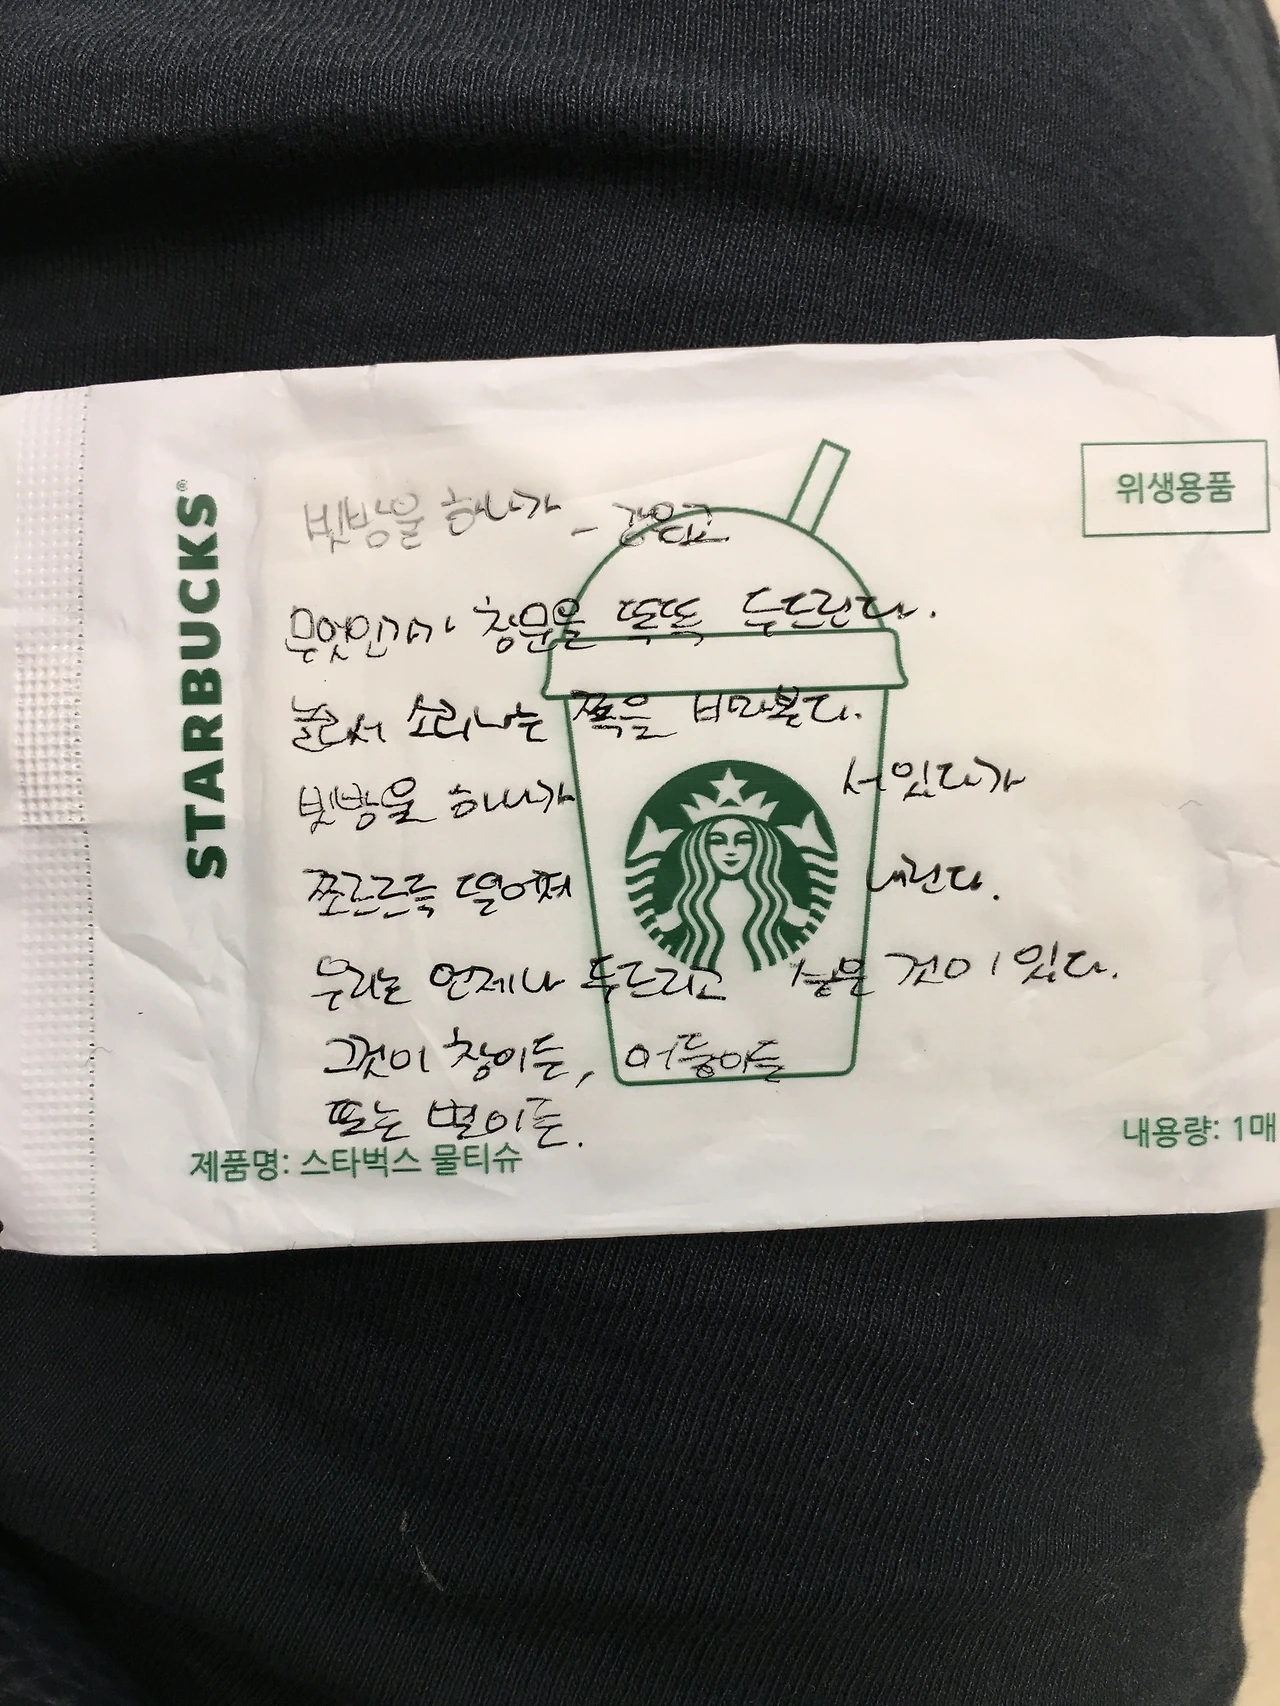 STARBUCKS®
위생용품
빗방울 하나가 - 강은교
무엇인가가 창문을 똑똑 두드린다.
놀라서 소리나는 쪽을 바라본다.
빗방울 하나가 서있다가
쪼르르륵 떨어져 내린다.
우리는 언제나 두드리고 싶은 것이 있다.
그것이 창이든, 어둠이든
또는 별이든.
제품명: 스타벅스 물티슈
내용량: 1매